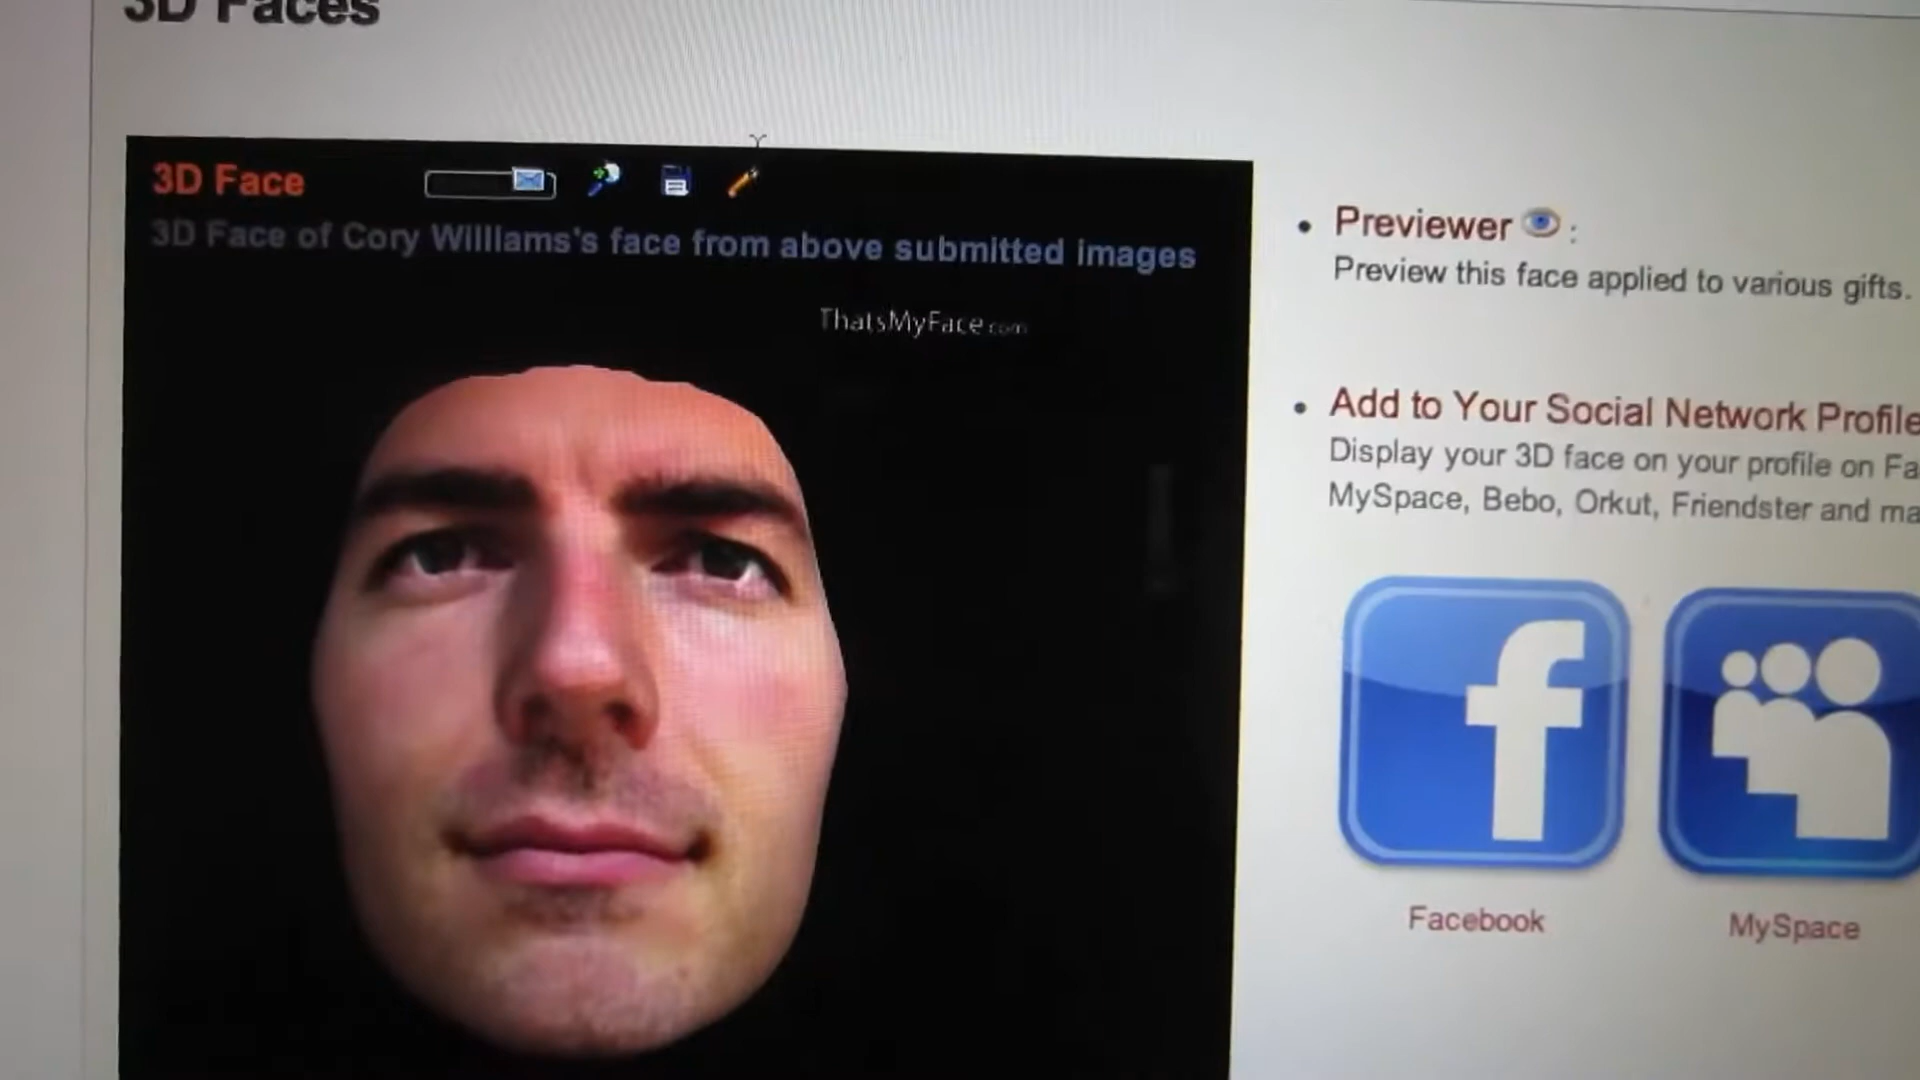 3D Faces
3D Face
3D Face of Cory Williams's face from above submitted images
ThatsMyFace.com
Previewer :
Preview this face applied to various gifts.
Add to Your Social Network Profile
Display your 3D face on your profile on Fa
MySpace, Bebo, Orkut, Friendster and ma
f
Facebook
MySpace